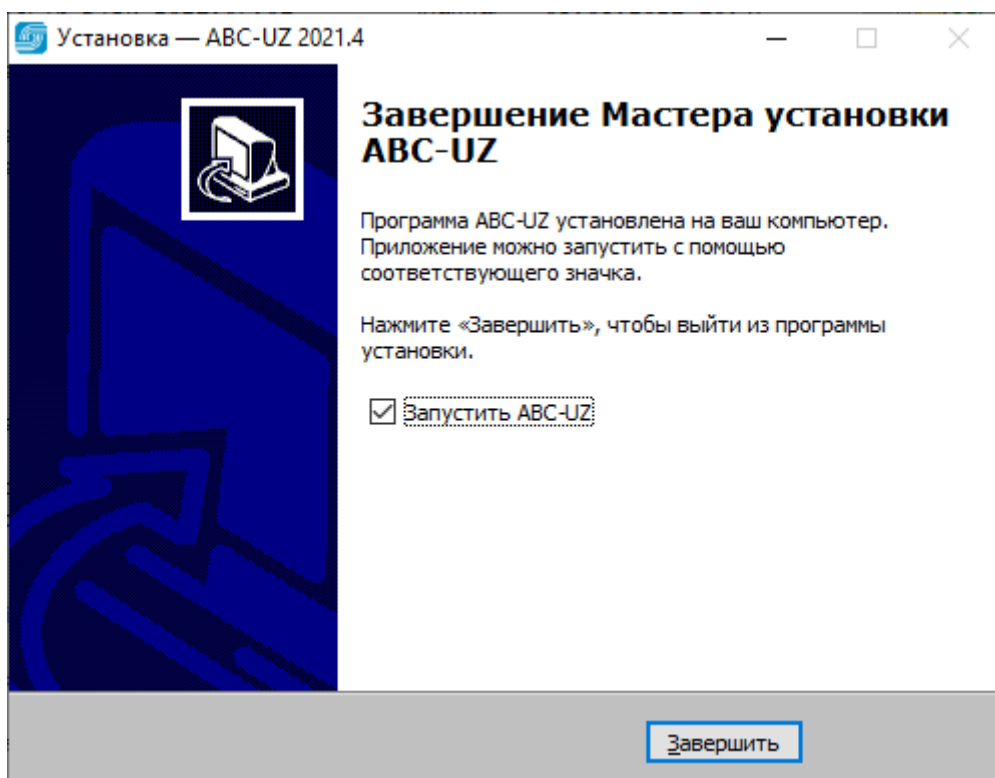 Установка — ABC-UZ 2021.4
Завершение Мастера установки
ABC-UZ
Программа ABC-UZ установлена на ваш компьютер.
Приложение можно запустить с помощью
соответствующего значка.
Нажмите «Завершить», чтобы выйти из программы
установки.
Запустить ABC-UZ
Завершить